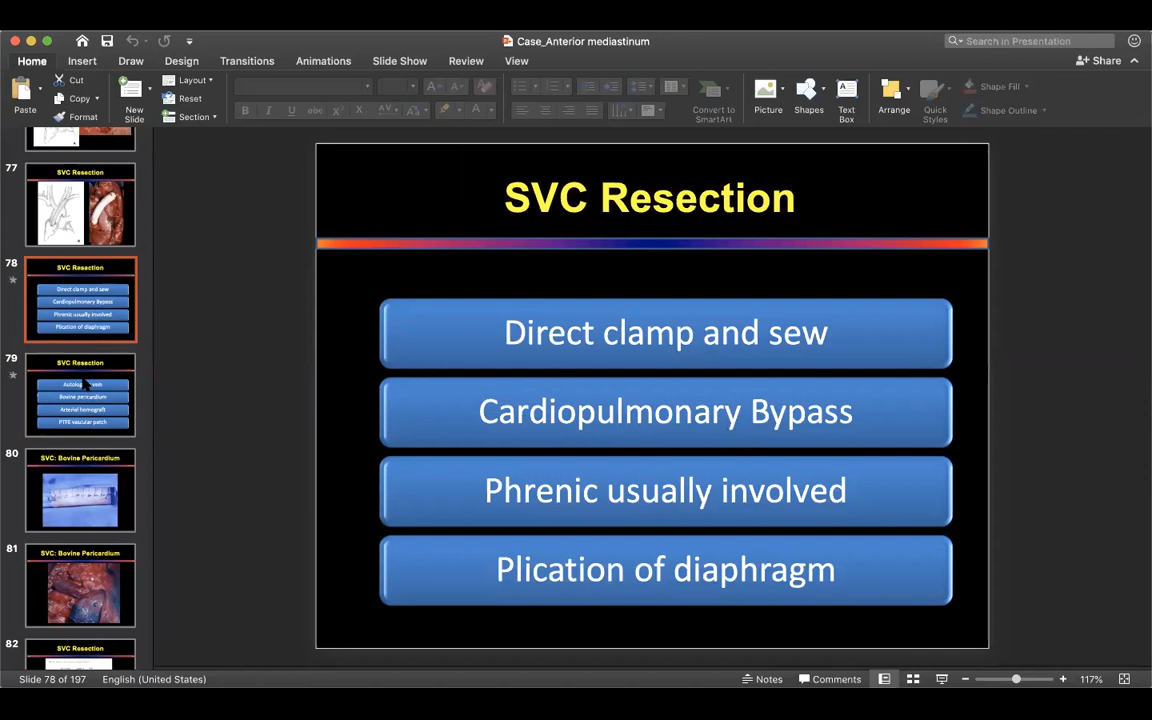 Case_Anterior mediastinum
Search in Presentation
Home Insert Draw Design Transitions Animations Slide Show Review View Share
Paste
Cut
Copy
Format
New Slide
Layout
Reset
Section
B I U abc
Convert to SmartArt
Picture
Shapes
Text Box
Arrange
Quick Styles
Shape Fill
Shape Outline
77
SVC Resection
78
SVC Resection
Direct clamp and sew
Cardiopulmonary Bypass
Phrenic usually involved
Plication of diaphragm
79
SVC Resection
Bovine pericardium
Arterial homograft
PTFE vascular patch
80
SVC: Bovine Pericardium
81
SVC: Bovine Pericardium
82
SVC Resection
SVC Resection
Direct clamp and sew
Cardiopulmonary Bypass
Phrenic usually involved
Plication of diaphragm
Slide 78 of 197 English (United States) Notes Comments 117%